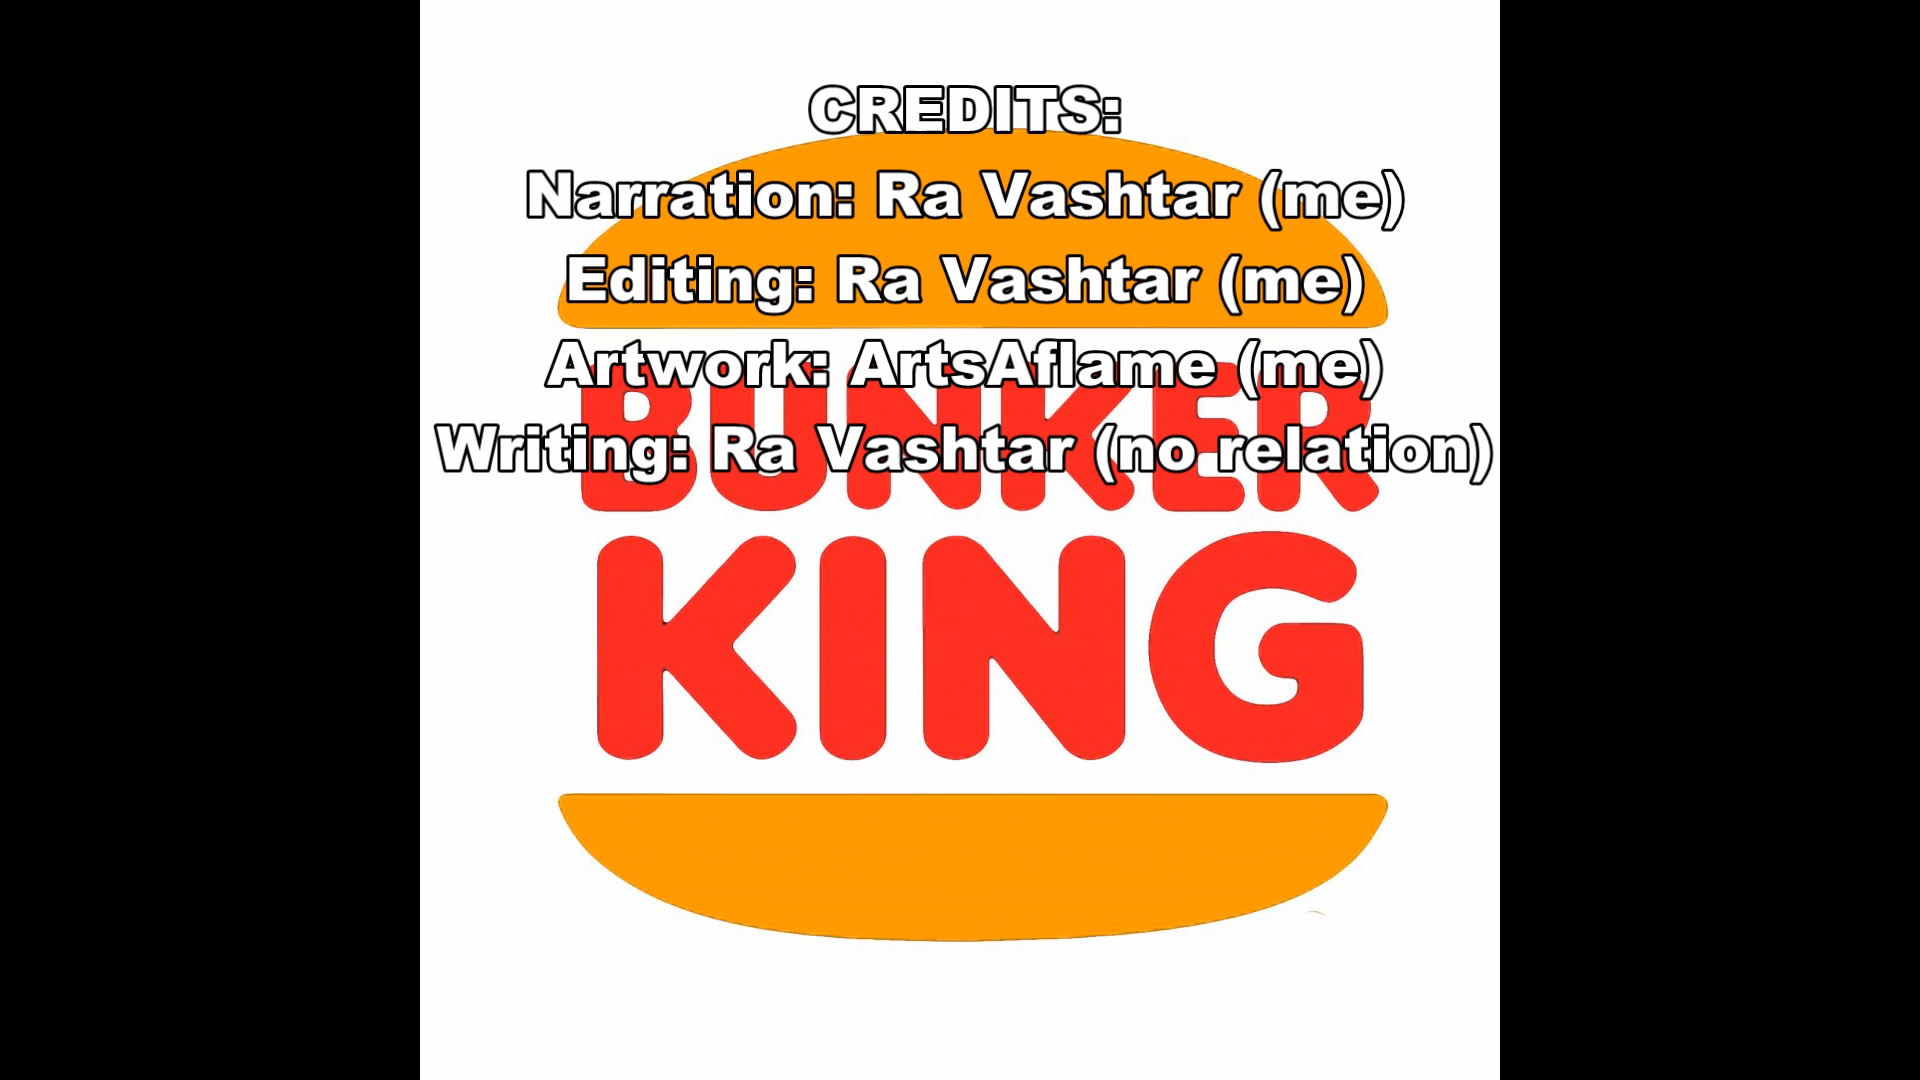 CREDITS:
Narration: Ra Vashtar (me)
Editing: Ra Vashtar (me)
Artwork: ArtsAflame (me)
Writing: Ra Vashtar (no relation)
BUNKER
KING